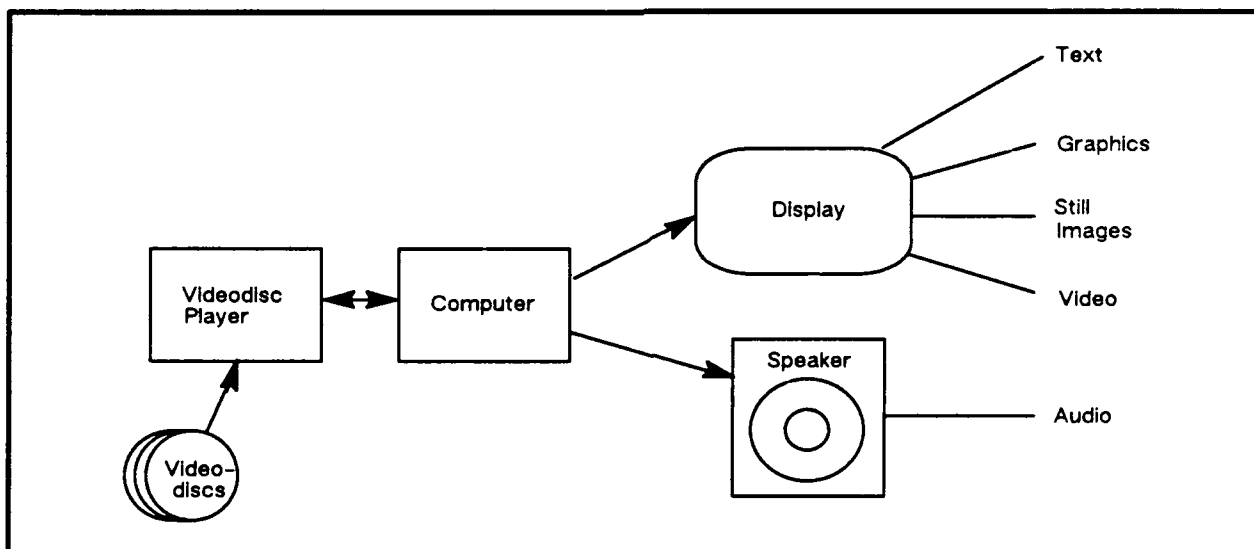 Text
Graphics
Display
Still
Images
Videodisc
Player
Computer
Video
Speaker
Audio
Video-
discs